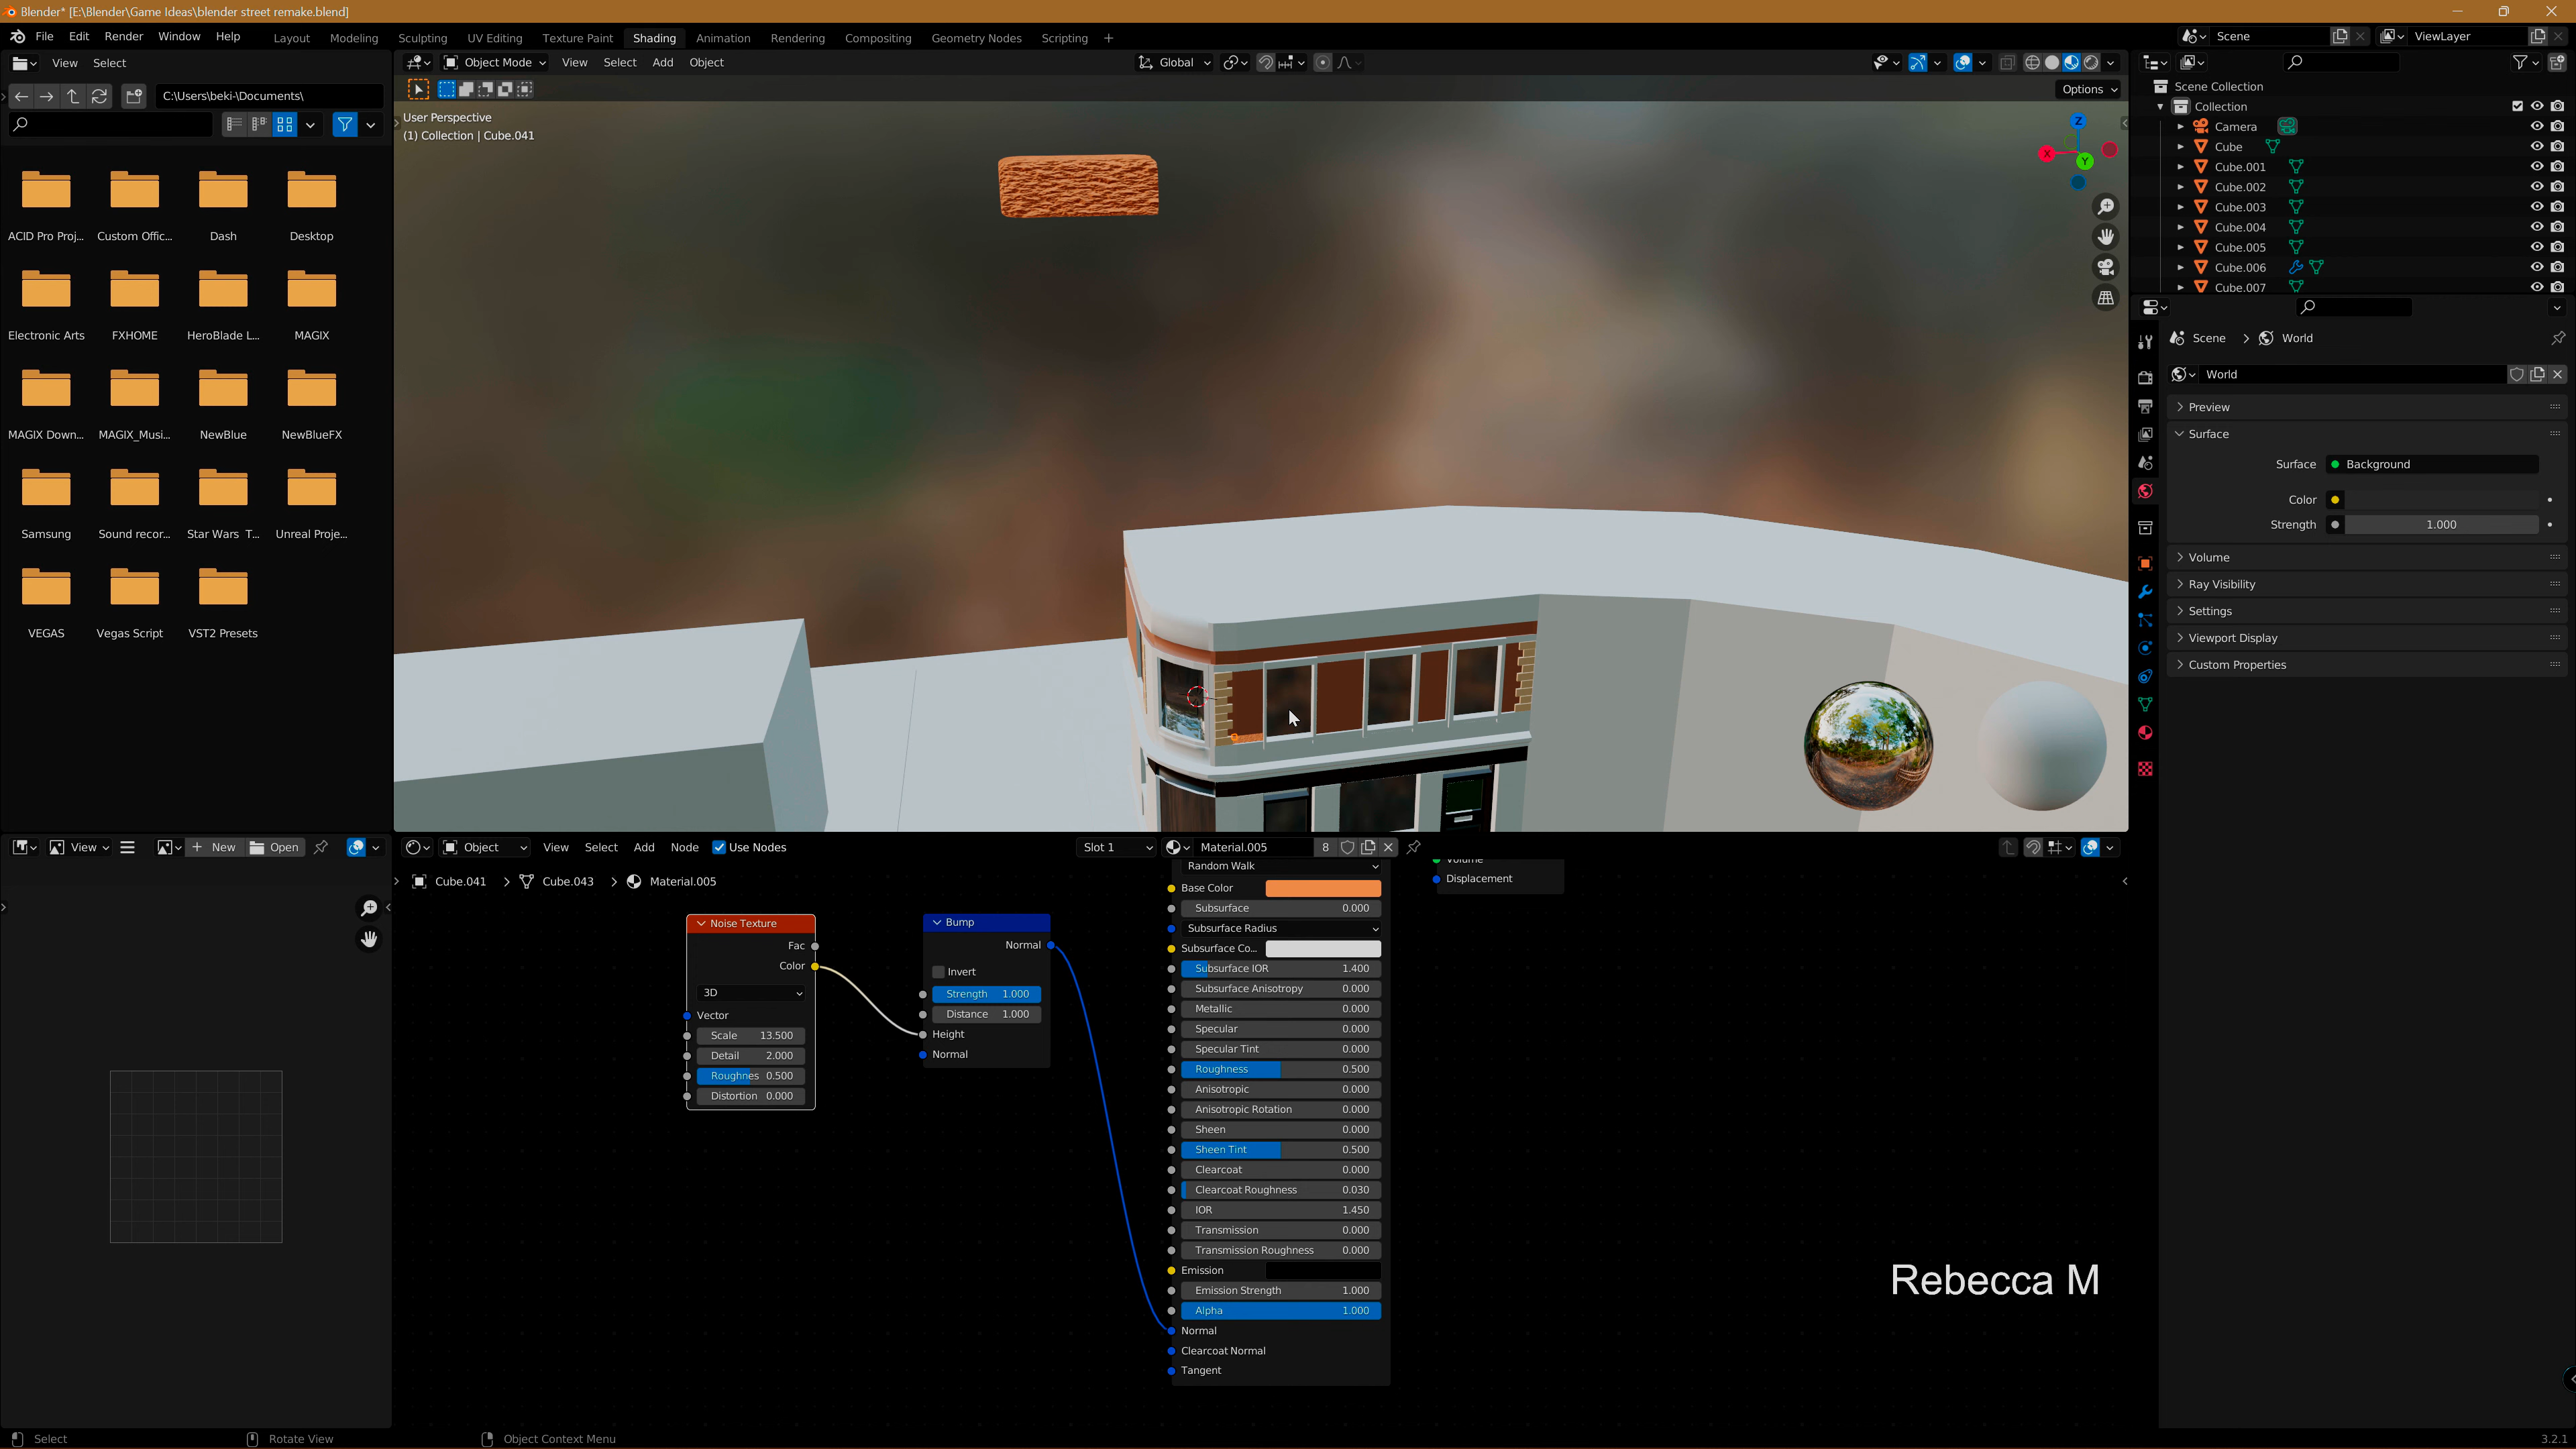 Blender* [E:\Blender\Game Ideas\blender street remake.blend]
File Edit Render Window Help
Layout Modeling Sculpting UV Editing Texture Paint Shading Animation Rendering Compositing Geometry Nodes Scripting +
Scene
ViewLayer
View Select
C:\Users\beki-\Documents\
ACID Pro Proj... Custom Offic... Dash Desktop
Electronic Arts FXHOME HeroBlade L... MAGIX
MAGIX Down... MAGIX_Musi... NewBlue NewBlueFX
Samsung Sound recor... Star Wars T... Unreal Proje...
VEGAS Vegas Script VST2 Presets
Object Mode View Select Add Object
Global
Options
User Perspective
(1) Collection | Cube.041
Z
X
Y
Scene Collection
Collection
Camera
Cube
Cube.001
Cube.002
Cube.003
Cube.004
Cube.005
Cube.006
Cube.007
Scene > World
World
Preview
Surface
Surface Background
Color
Strength 1.000
Volume
Ray Visibility
Settings
Viewport Display
Custom Properties
View
New
Open
Object View Select Add Node Use Nodes
Slot 1
Material.005 8
Cube.041 > Cube.043 > Material.005
Noise Texture
Fac
Color
3D
Vector
Scale 13.500
Detail 2.000
Roughnes 0.500
Distortion 0.000
Bump
Normal
Invert
Strength 1.000
Distance 1.000
Height
Normal
Random Walk
Base Color
Subsurface 0.000
Subsurface Radius
Subsurface Co...
Subsurface IOR 1.400
Subsurface Anisotropy 0.000
Metallic 0.000
Specular 0.000
Specular Tint 0.000
Roughness 0.500
Anisotropic 0.000
Anisotropic Rotation 0.000
Sheen 0.000
Sheen Tint 0.500
Clearcoat 0.000
Clearcoat Roughness 0.030
IOR 1.450
Transmission 0.000
Transmission Roughness 0.000
Emission
Emission Strength 1.000
Alpha 1.000
Normal
Clearcoat Normal
Tangent
Volume
Displacement
Rebecca M
Select
Rotate View
Object Context Menu
3.2.1